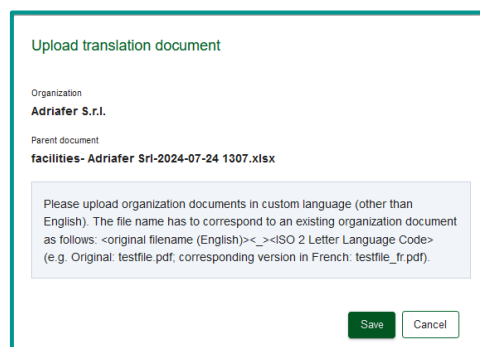 Upload translation document
Organization
Adriafer S.r.l.
Parent document
facilities- Adriafer Srl-2024-07-24 1307.xlsx
Please upload organization documents in custom language (other than
English). The file name has to correspond to an existing organization document
as follows: <original filename (English)><_><ISO 2 Letter Language Code>
(e.g. Original: testfile.pdf; corresponding version in French: testfile_fr.pdf).
Save Cancel